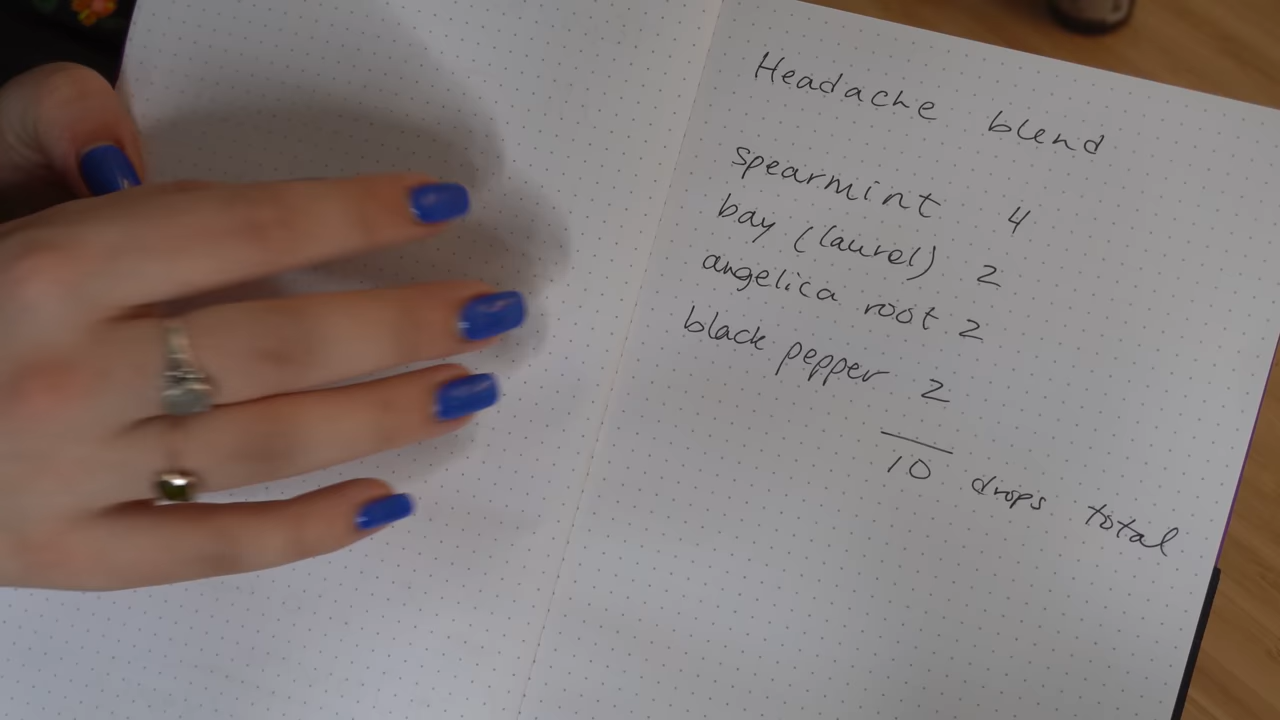 Headache blend
spearmint 4
bay (laurel) 2
angelica root 2
black pepper 2
10 drops total